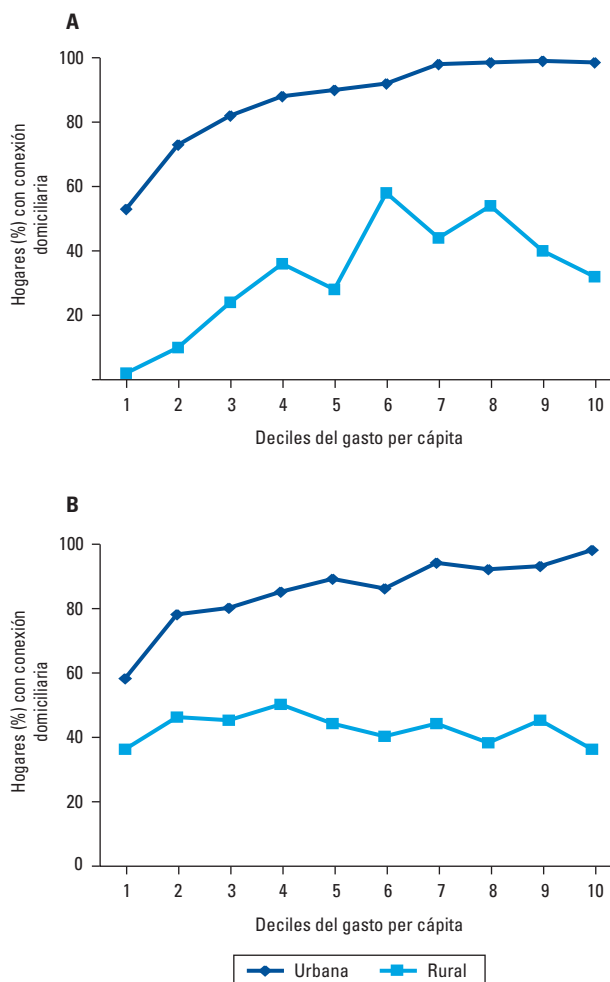 A
100
80
60
40
20
Hogares (%) con conexión
domiciliaria
1 2 3 4 5 6 7 8 9 10
Deciles del gasto per cápita
B
100
80
60
40
20
0
Hogares (%) con conexión
domiciliaria
1 2 3 4 5 6 7 8 9 10
Deciles del gasto per cápita
Urbana Rural